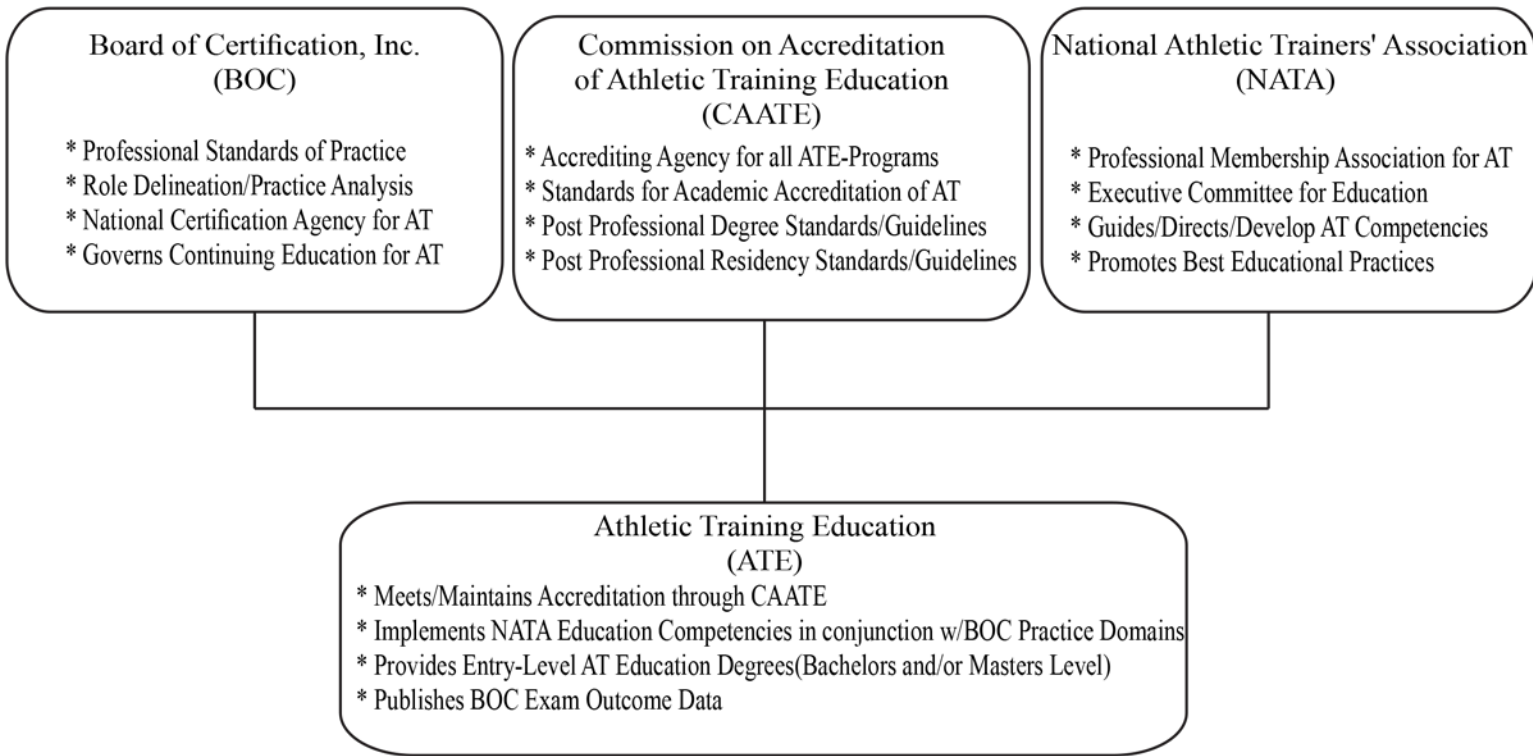 Board of Certification, Inc.
(BOC)
* Professional Standards of Practice
* Role Delineation/Practice Analysis
* National Certification Agency for AT
* Governs Continuing Education for AT
Commission on Accreditation
of Athletic Training Education
(CAATE)
* Accrediting Agency for all ATE-Programs
* Standards for Academic Accreditation of AT
* Post Professional Degree Standards/Guidelines
* Post Professional Residency Standards/Guidelines
National Athletic Trainers' Association
(NATA)
* Professional Membership Association for AT
* Executive Committee for Education
* Guides/Directs/Develop AT Competencies
* Promotes Best Educational Practices
Athletic Training Education
(ATE)
* Meets/Maintains Accreditation through CAATE
* Implements NATA Education Competencies in conjunction w/BOC Practice Domains
* Provides Entry-Level AT Education Degrees(Bachelors and/or Masters Level)
* Publishes BOC Exam Outcome Data